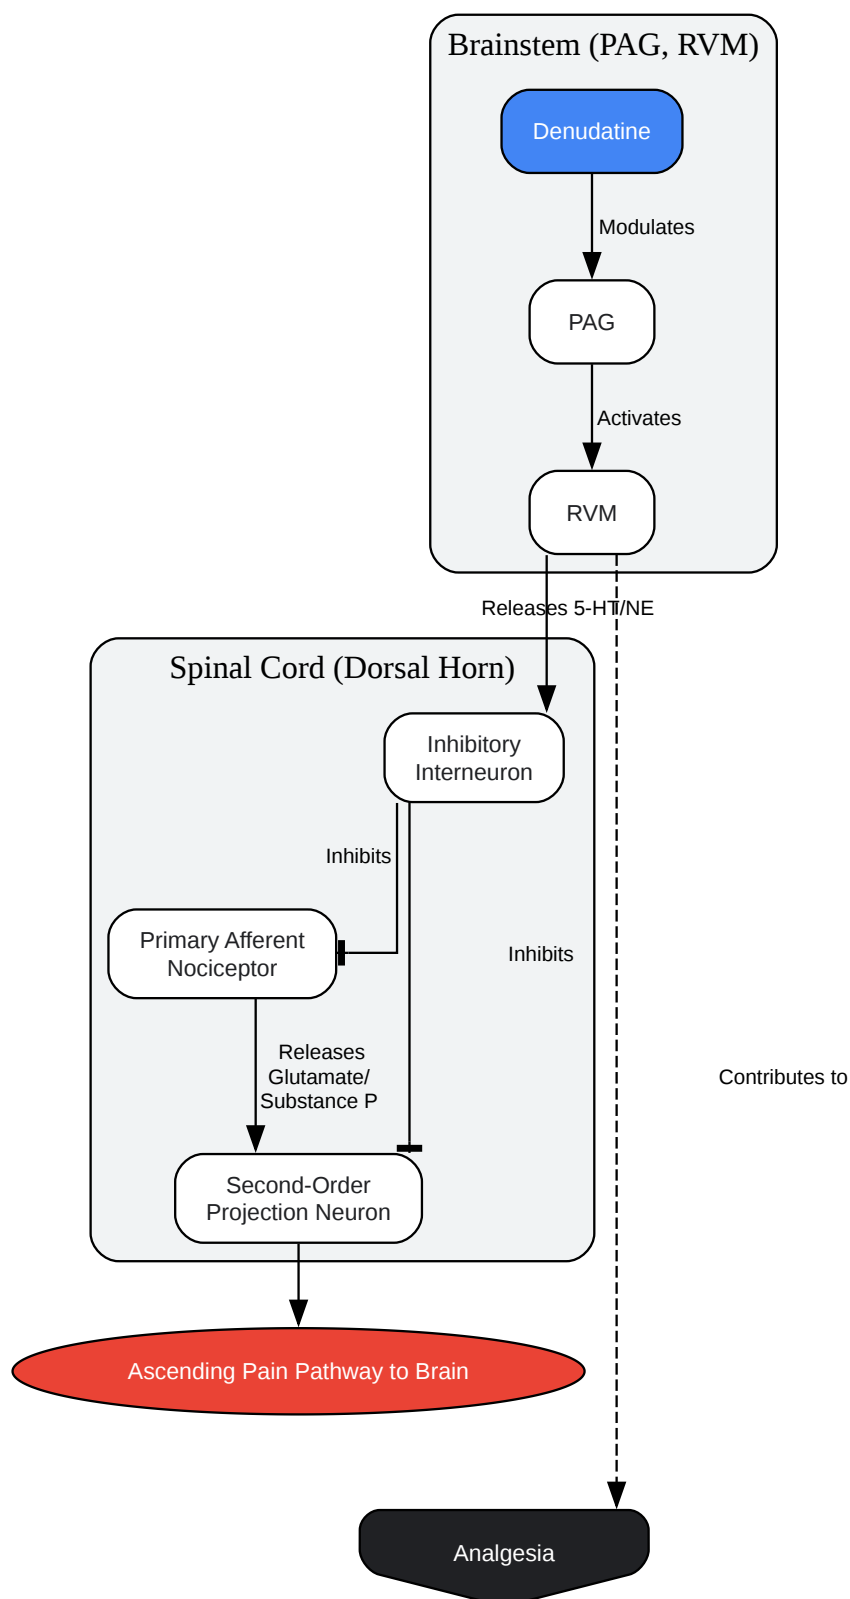 Brainstem (PAG, RVM)
Denudatine
Modulates
PAG
Activates
RVM
Releases 5-HT/NE
Spinal Cord (Dorsal Horn)
Inhibitory
Interneuron
Inhibits
Primary Afferent
Nociceptor
Inhibits
Releases
Glutamate/
Substance P
Contributes to
Second-Order
Projection Neuron
Ascending Pain Pathway to Brain
Analgesia